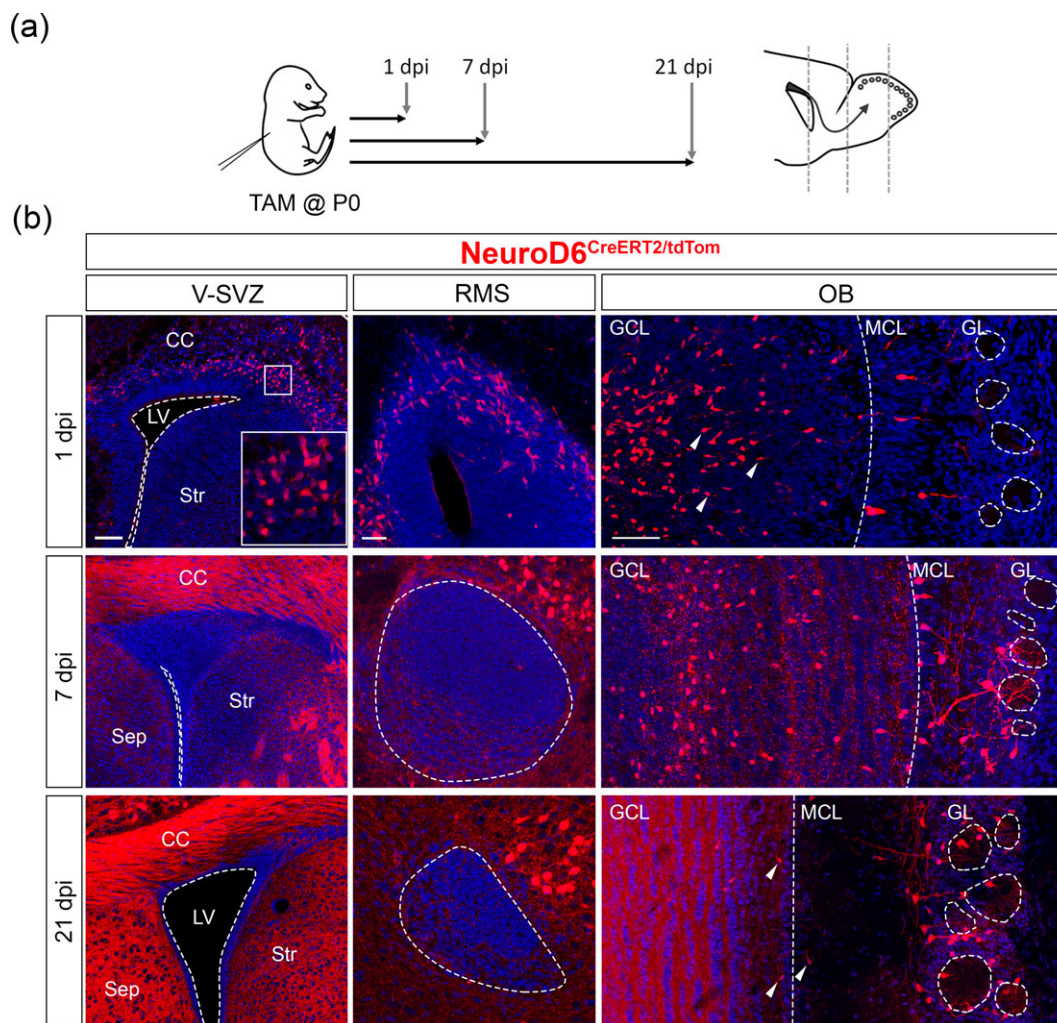 (a)
1 dpi
7 dpi
21 dpi
TAM @ P0
(b)
NeuroD6CreERT2/tdTom
V-SVZ
RMS
OB
1 dpi
CC
LV
Str
GCL
MCL
GL
7 dpi
CC
Str
Sep
GCL
MCL
GL
21 dpi
CC
LV
Str
Sep
GCL
MCL
GL